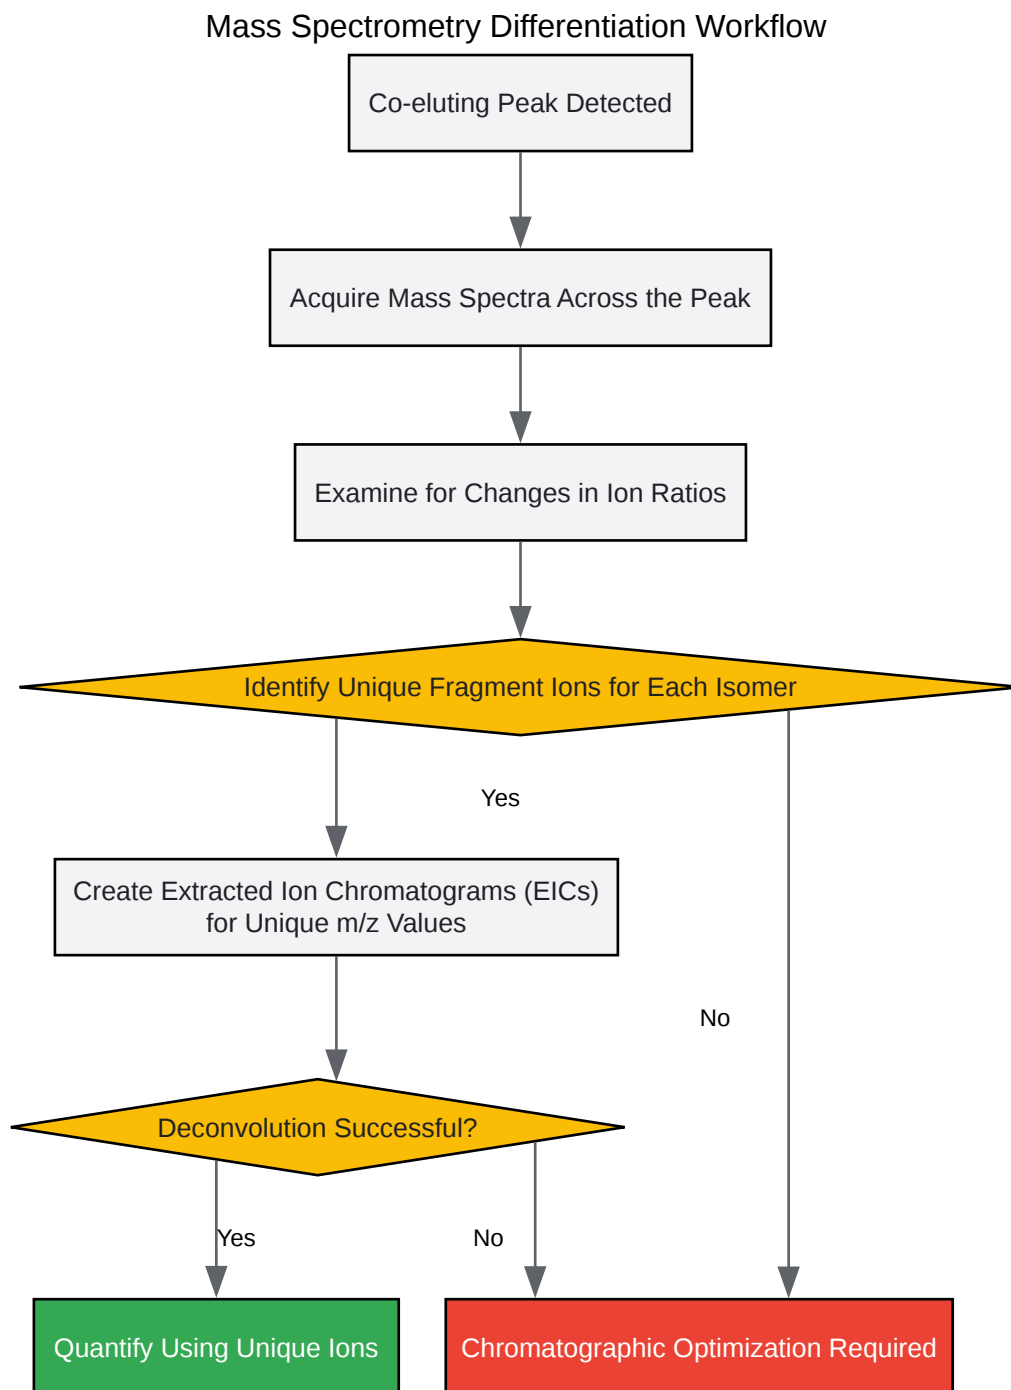 Mass Spectrometry Differentiation Workflow
Co-eluting Peak Detected
Acquire Mass Spectra Across the Peak
Examine for Changes in Ion Ratios
Identify Unique Fragment Ions for Each Isomer
Yes
Create Extracted Ion Chromatograms (EICs)
for Unique m/z Values
No
Deconvolution Successful?
Yes
No
Quantify Using Unique Ions
Chromatographic Optimization Required